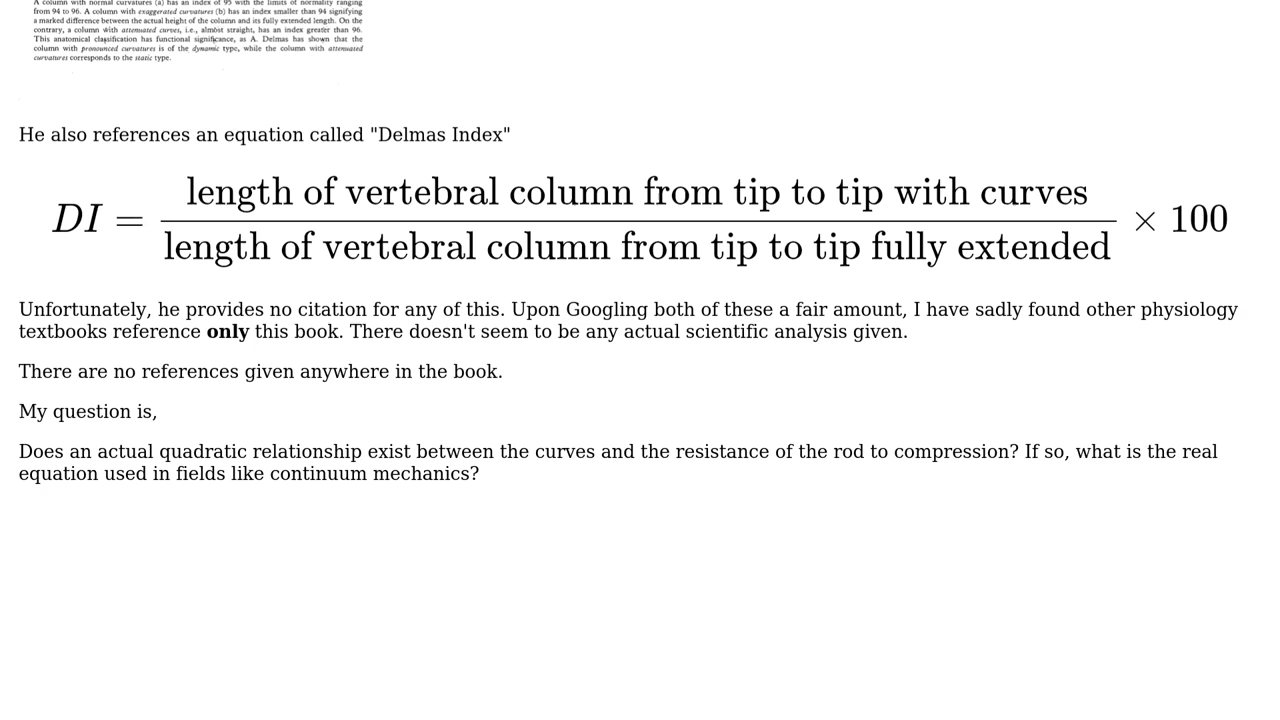 A column with normal curvatures (a) has an index of 95 with the limits of normality ranging
from 94 to 96. A column with exaggerated curvatures (b) has an index smaller than 94 signifying
a marked difference between the actual height of the column and its fully extended length. On the
contrary, a column with attenuated curves, i.e., almost straight, has an index greater than 96.
This anatomical classification has functional significance, as A. Delmas has shown that the
column with pronounced curvatures is of the dynamic type, while the column with attenuated
curvatures corresponds to the static type.
He also references an equation called "Delmas Index"
DI = length of vertebral column from tip to tip with curves / length of vertebral column from tip to tip fully extended × 100
Unfortunately, he provides no citation for any of this. Upon Googling both of these a fair amount, I have sadly found other physiology
textbooks reference only this book. There doesn't seem to be any actual scientific analysis given.
There are no references given anywhere in the book.
My question is,
Does an actual quadratic relationship exist between the curves and the resistance of the rod to compression? If so, what is the real
equation used in fields like continuum mechanics?